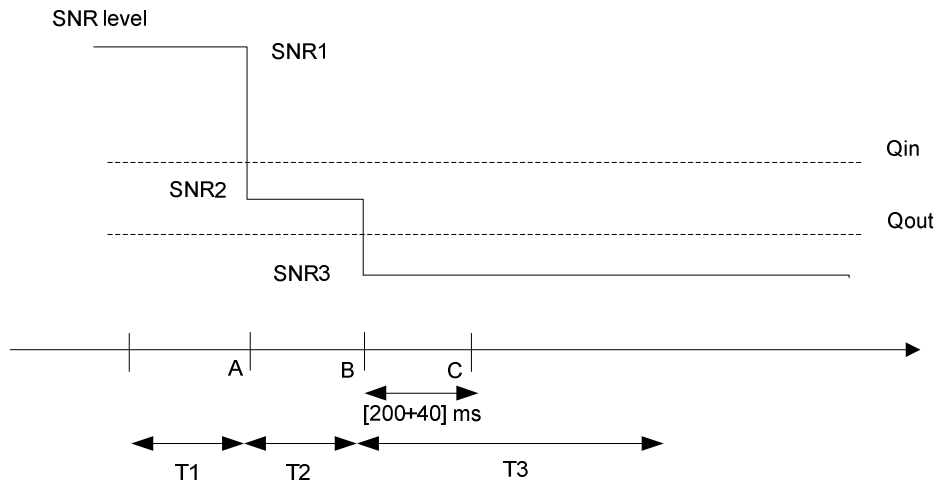 SNR level
SNR1
Qin
SNR2
Qout
SNR3
A
B
C
[200+40] ms
T1
T2
T3